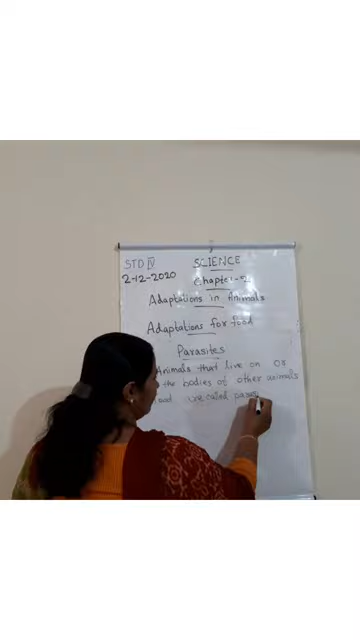 STD IV SCIENCE
2-12-2020 Chapter-5
Adaptations in Animals
Adaptations for food
Parasites
Animals that live on or
the bodies of other animals
are called